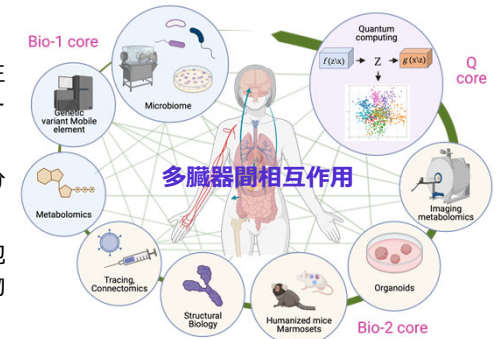 Bio-1 core
Microbiome
Genetic
variant Mobile
element
Metabolomics
Tracing,
Connectomics
Structural
Biology
Humanized mice
Marmosets
Organoids
Imaging
metabolomics
Quantum
computing
f (z|x)
Z
g (x|z)
Q
core
多臓器間相互作用
Bio-2 core